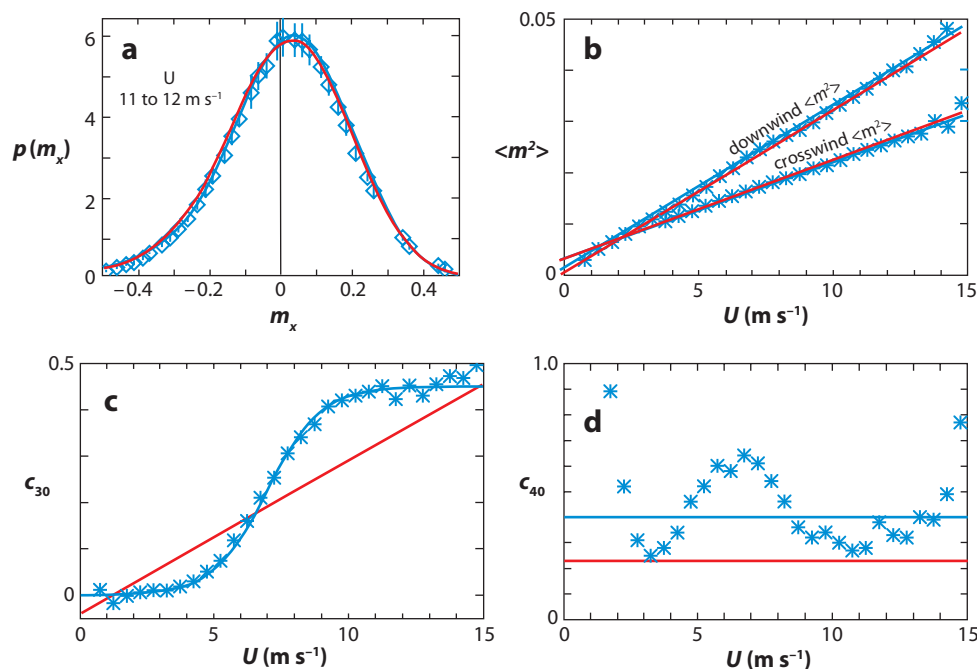 a
U
11 to 12 m s⁻¹
p (mₓ)
6
4
2
0
−0.4
−0.2
0
0.2
0.4
mₓ
b
0.05
<m²>
downwind <m²>
crosswind <m²>
0
0
5
10
15
U (m s⁻¹)
c
0.5
c₃₀
0
0
5
10
15
U (m s⁻¹)
d
1.0
c₄₀
0
0
5
10
15
U (m s⁻¹)